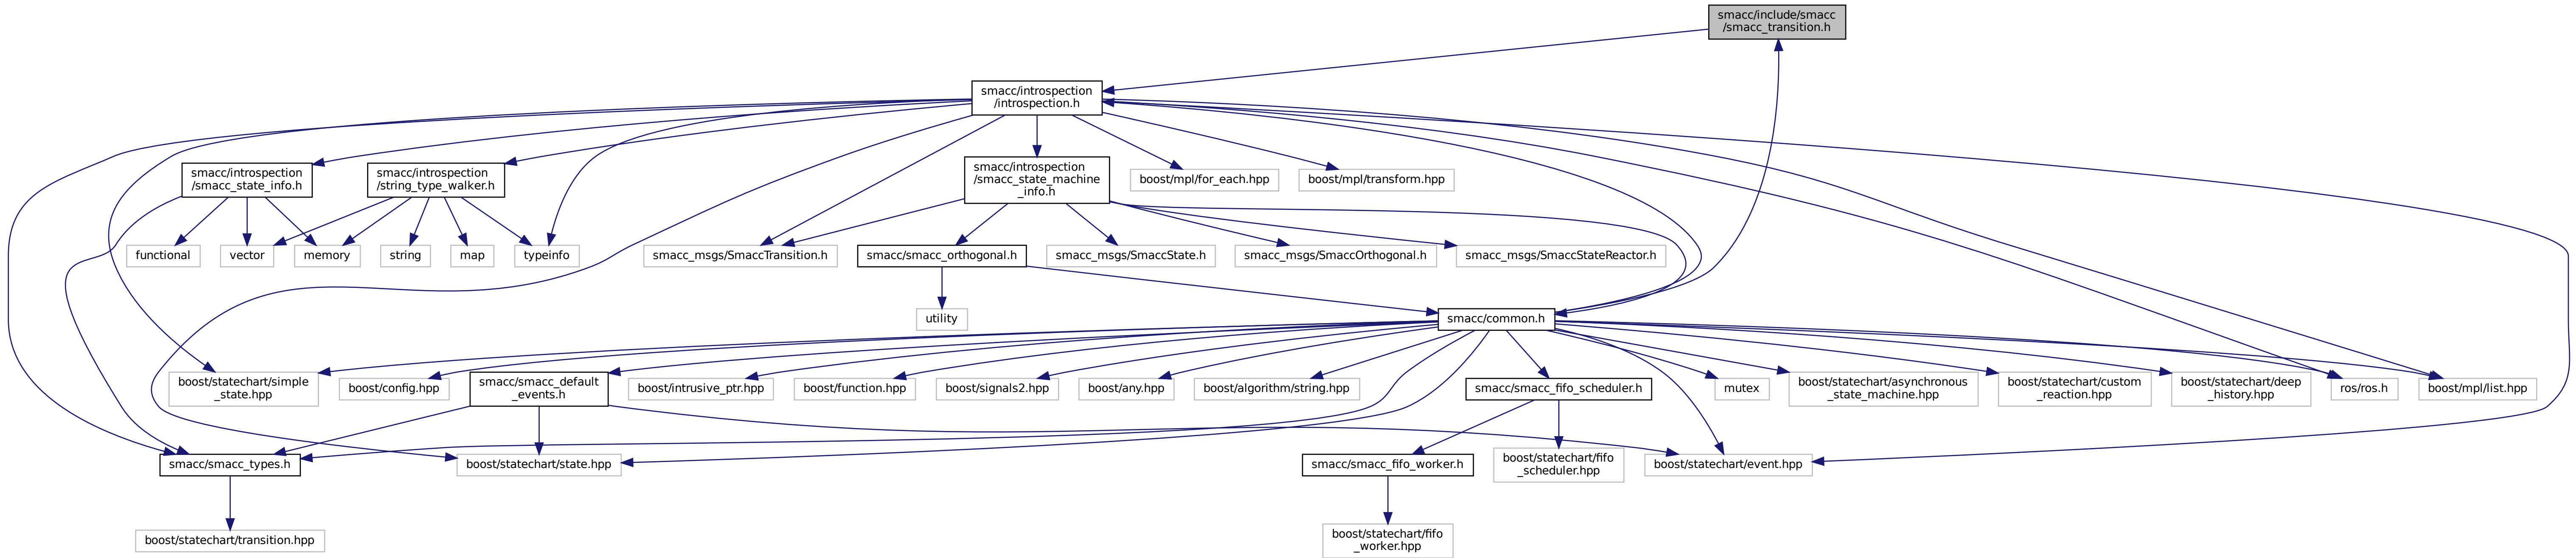 smacc/include/smacc
/smacc_transition.h
smacc/introspection
/introspection.h
smacc/introspection
/smacc_state_info.h
smacc/introspection
/string_type_walker.h
smacc/introspection
/smacc_state_machine
_info.h
boost/mpl/for_each.hpp
boost/mpl/transform.hpp
functional
vector
memory
string
map
typeinfo
smacc_msgs/SmaccTransition.h
smacc/smacc_orthogonal.h
smacc_msgs/SmaccState.h
smacc_msgs/SmaccOrthogonal.h
smacc_msgs/SmaccStateReactor.h
utility
smacc/common.h
boost/statechart/simple
_state.hpp
boost/config.hpp
smacc/smacc_default
_events.h
boost/intrusive_ptr.hpp
boost/function.hpp
boost/signals2.hpp
boost/any.hpp
boost/algorithm/string.hpp
smacc/smacc_fifo_scheduler.h
mutex
boost/statechart/asynchronous
_state_machine.hpp
boost/statechart/custom
_reaction.hpp
boost/statechart/deep
_history.hpp
ros/ros.h
boost/mpl/list.hpp
smacc/smacc_types.h
boost/statechart/state.hpp
smacc/smacc_fifo_worker.h
boost/statechart/fifo
_scheduler.hpp
boost/statechart/event.hpp
boost/statechart/transition.hpp
boost/statechart/fifo
_worker.hpp